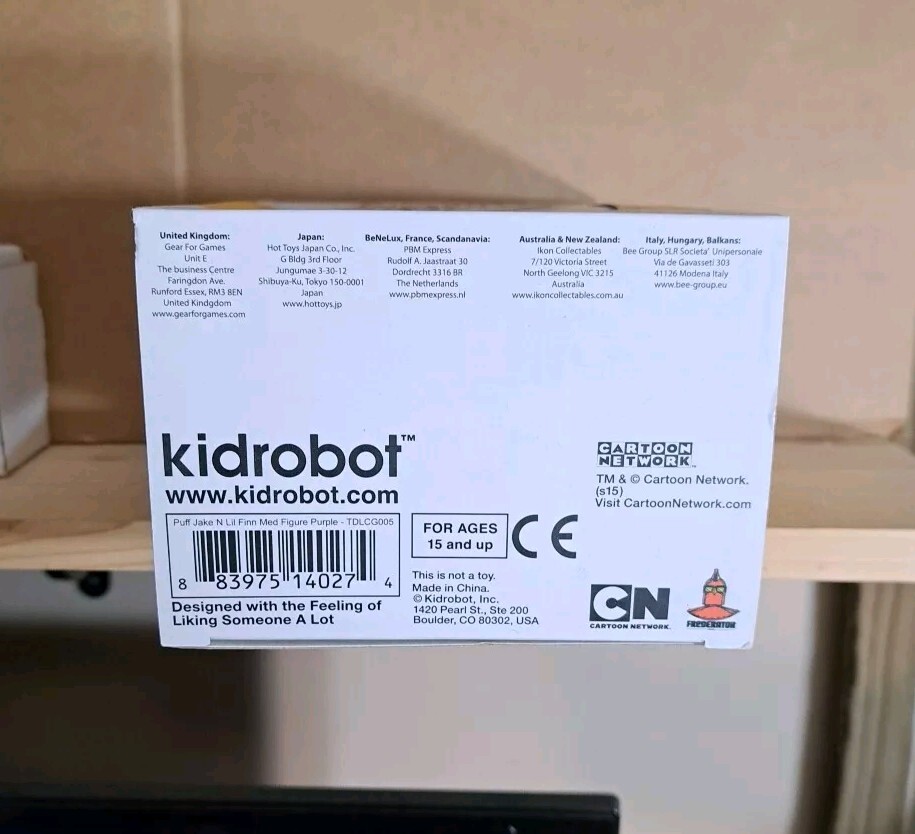 United Kingdom:
Gear For Games
Unit E
The business Centre
Faringdon Ave.
Runford Essex, RM3 8EN
United Kindgdom
www.gearforgames.com
Japan:
Hot Toys Japan Co., Inc.
G Bldg 3rd Floor
Jungumae 3-30-12
Shibuya-Ku, Tokyo 150-0001
Japan
www.hottoys.jp
BeNeLux, France, Scandanavia:
PBM Express
Rudolf A. Jaastraat 30
Dordrecht 3316 BR
The Netherlands
www.pbmexpress.nl
Australia & New Zealand:
Ikon Collectables
7/120 Victoria Street
North Geelong VIC 3215
Australia
www.ikoncollectables.com.au
Italy, Hungary, Balkans:
Bee Group SLR Societa' Unipersonale
Via de Gavasseti 303
41126 Modena Italy
www.bee-group.eu
kidrobot™
www.kidrobot.com
Puff Jake N Lil Finn Med Figure Purple - TDLCG005
8 83975 14027 4
Designed with the Feeling of
Liking Someone A Lot
FOR AGES
15 and up
CE
This is not a toy.
Made in China.
© Kidrobot, Inc.
1420 Pearl St., Ste 200
Boulder, CO 80302, USA
CARTOON
NETWORK™
TM & © Cartoon Network.
(s15)
Visit CartoonNetwork.com
CN
CARTOON NETWORK.
FREDERATOR